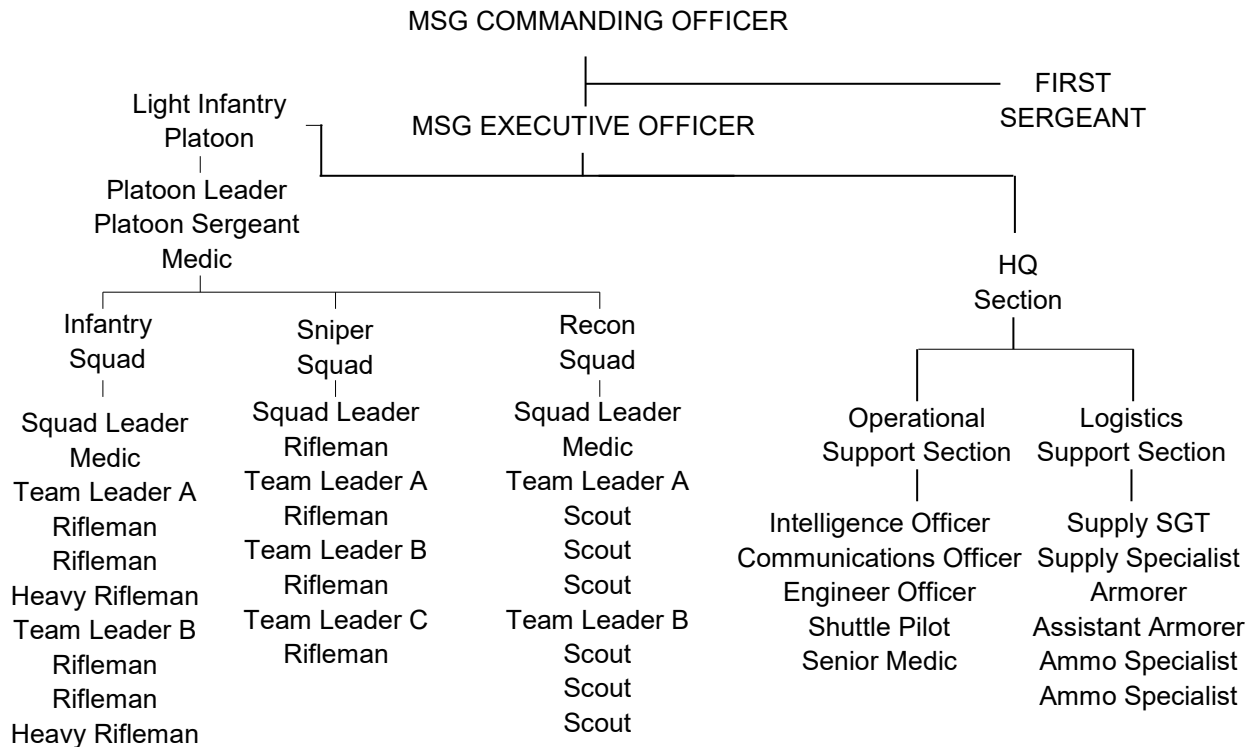 MSG COMMANDING OFFICER
FIRST
SERGEANT
MSG EXECUTIVE OFFICER
Light Infantry
Platoon
Platoon Leader
Platoon Sergeant
Medic
Infantry
Squad
Squad Leader
Medic
Team Leader A
Rifleman
Rifleman
Heavy Rifleman
Team Leader B
Rifleman
Rifleman
Heavy Rifleman
Sniper
Squad
Squad Leader
Rifleman
Team Leader A
Rifleman
Team Leader B
Rifleman
Team Leader C
Rifleman
Recon
Squad
Squad Leader
Medic
Team Leader A
Scout
Scout
Scout
Team Leader B
Scout
Scout
Scout
HQ
Section
Operational
Support Section
Intelligence Officer
Communications Officer
Engineer Officer
Shuttle Pilot
Senior Medic
Logistics
Support Section
Supply SGT
Supply Specialist
Armorer
Assistant Armorer
Ammo Specialist
Ammo Specialist